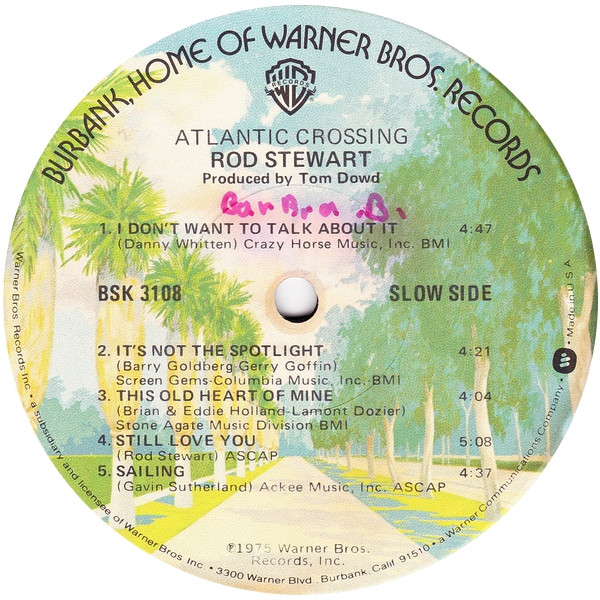 BURBANK, HOME OF WARNER BROS. RECORDS
W
RECORDS
ATLANTIC CROSSING
ROD STEWART
Produced by Tom Dowd
BarBra .B.
1. I DON'T WANT TO TALK ABOUT IT 4:47
(Danny Whitten) Crazy Horse Music, Inc. BMI
BSK 3108 SLOW SIDE
2. IT'S NOT THE SPOTLIGHT 4:21
(Barry Goldberg-Gerry Goffin)
Screen Gems-Columbia Music, Inc. BMI
3. THIS OLD HEART OF MINE 4:04
(Brian & Eddie Holland-Lamont Dozier)
Stone Agate Music Division-BMI
4. STILL LOVE YOU 5:08
(Rod Stewart) ASCAP
5. SAILING 4:37
(Gavin Sutherland) Ackee Music, Inc. ASCAP
℗1975 Warner Bros.
Records, Inc.
Warner Bros. Records Inc. • a subsidiary and licensee of Warner Bros. Inc. • 3300 Warner Blvd., Burbank, Calif. 91510 • a Warner Communications Company • Made in U.S.A.